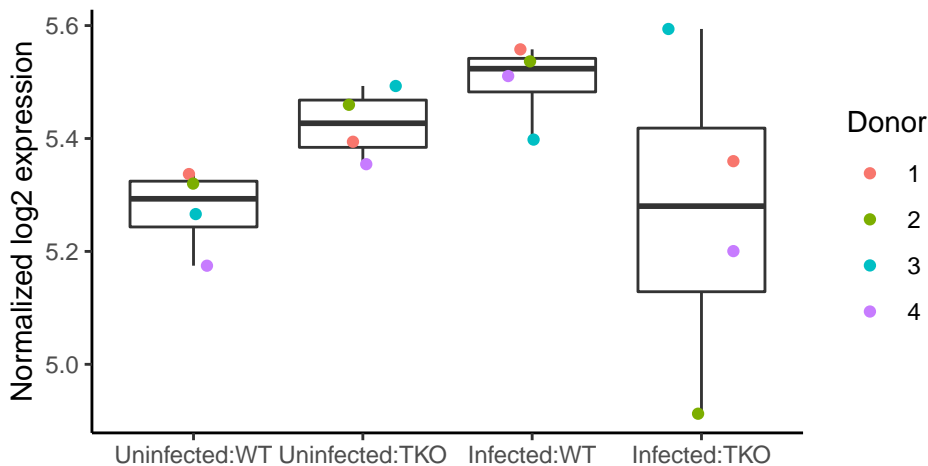 Normalized log2 expression
5.6
5.4
5.2
5.0
Uninfected:WT Uninfected:TKO Infected:WT Infected:TKO
Donor
1
2
3
4